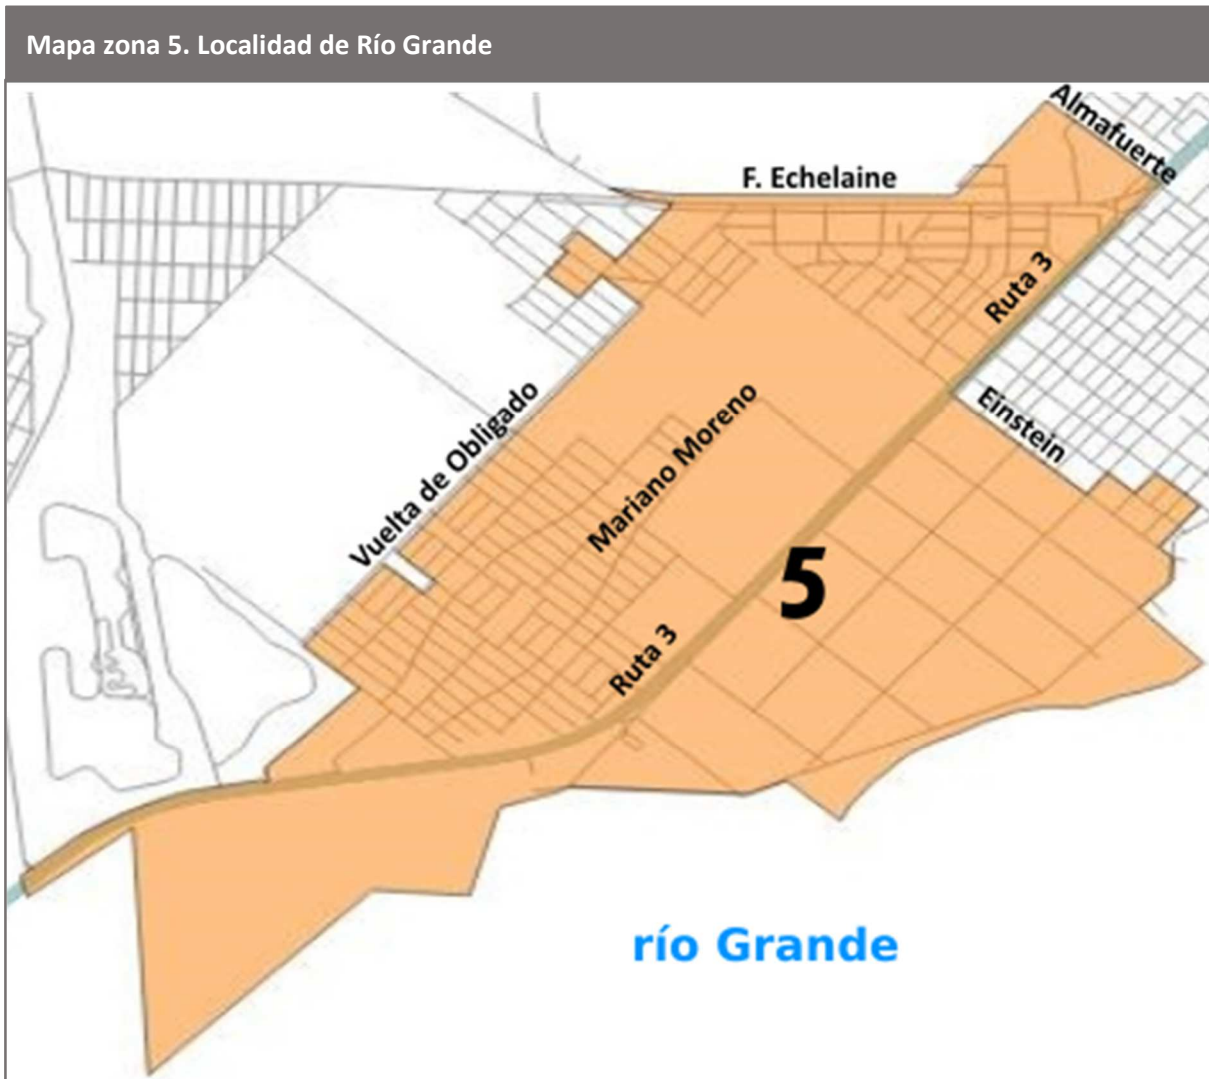 Mapa zona 5. Localidad de Río Grande
Almafuerte
F. Echelaine
Ruta 3
Einstein
Vuelta de Obligado
Mariano Moreno
5
Ruta 3
río Grande